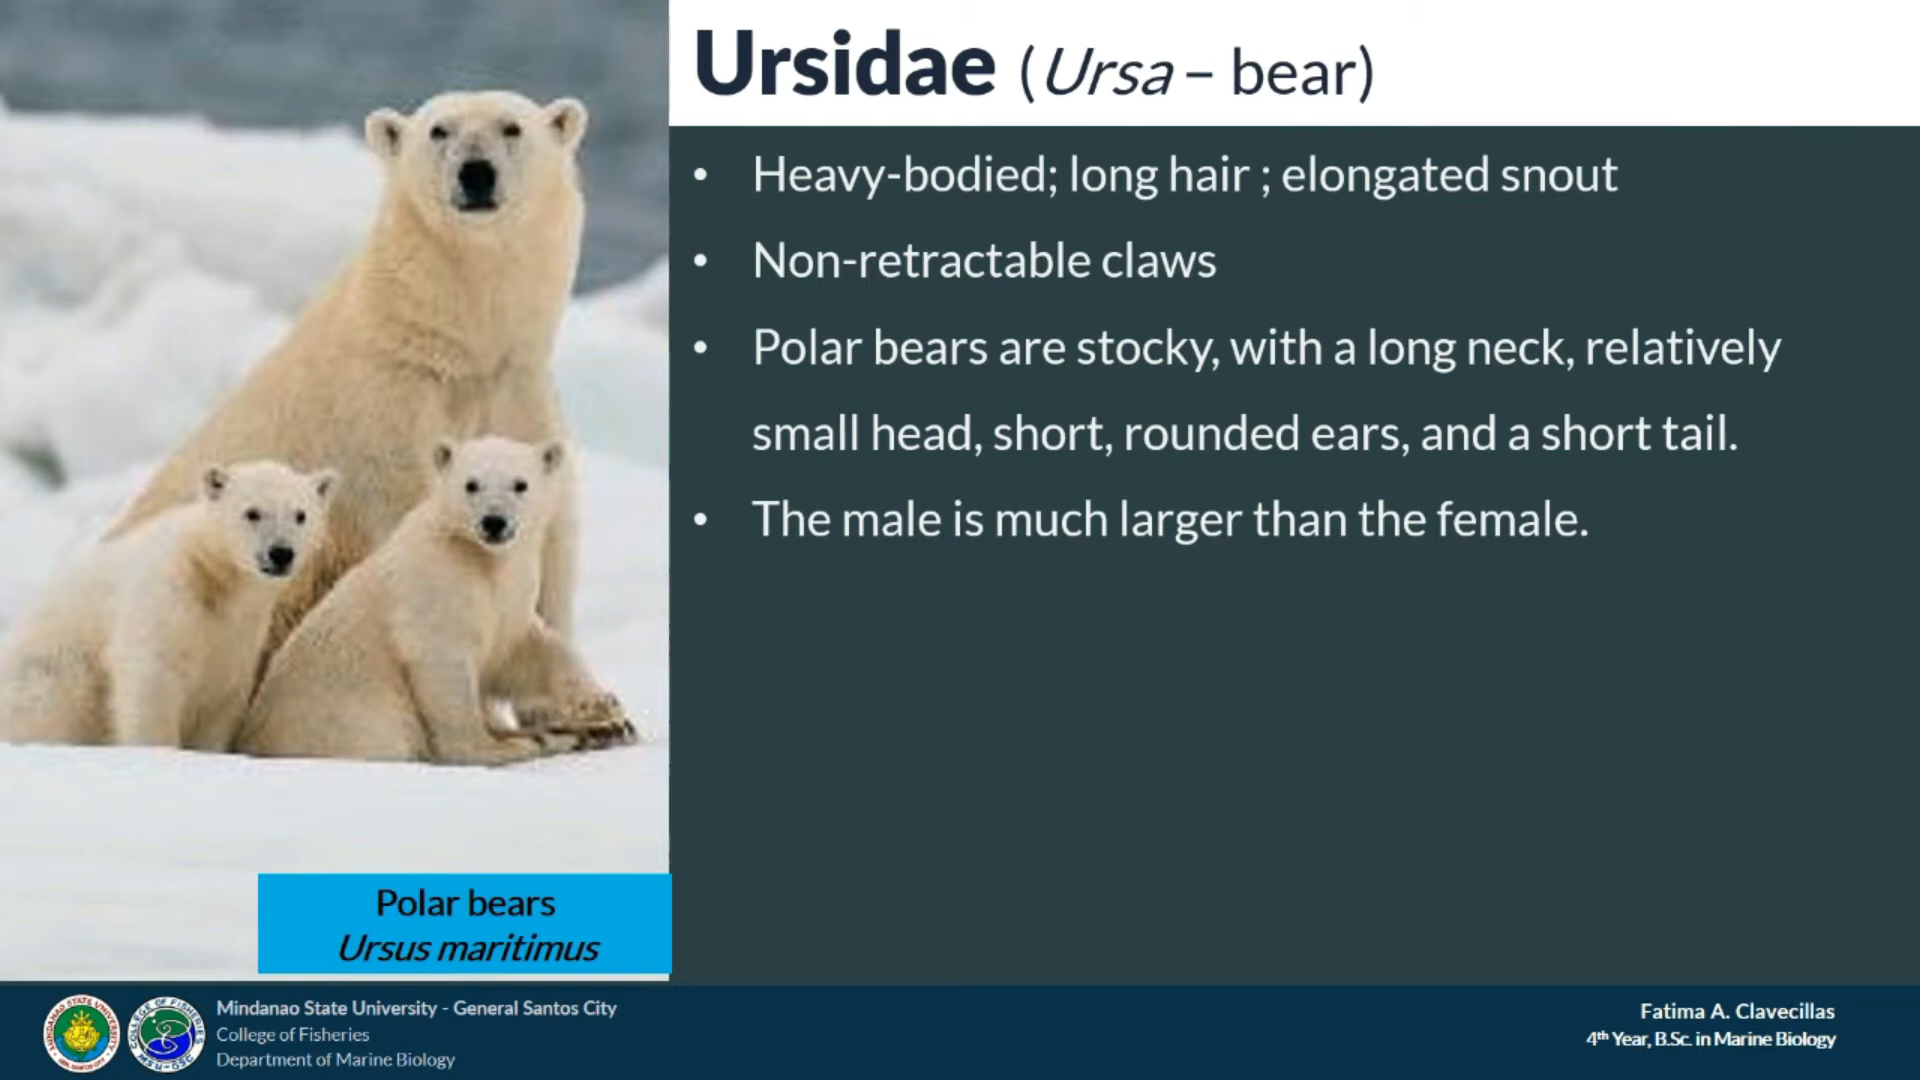 Ursidae (Ursa – bear)
• Heavy-bodied; long hair ; elongated snout
• Non-retractable claws
• Polar bears are stocky, with a long neck, relatively
small head, short, rounded ears, and a short tail.
• The male is much larger than the female.
Polar bears
Ursus maritimus
Mindanao State University - General Santos City
College of Fisheries
Department of Marine Biology
Fatima A. Clavecillas
4th Year, B.Sc. in Marine Biology